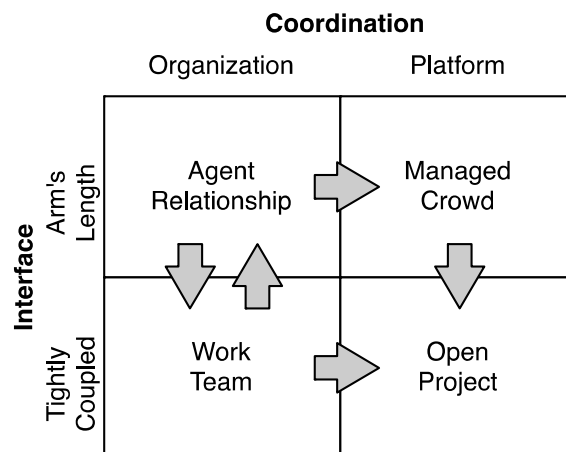 Coordination
Organization
Platform
Interface
Arm's
Length
Agent
Relationship
Managed
Crowd
Tightly
Coupled
Work
Team
Open
Project